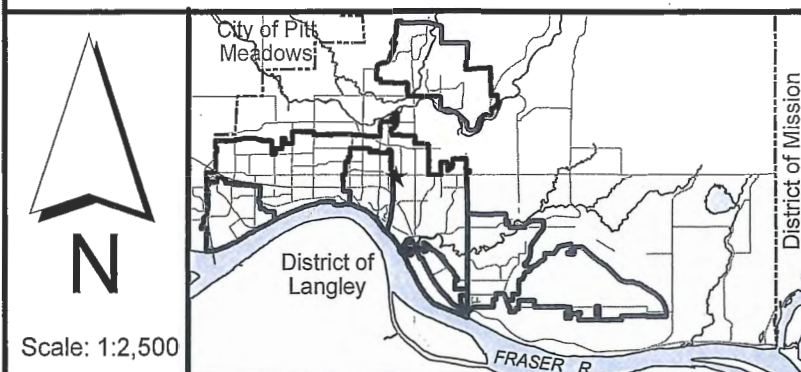 N
Scale: 1:2,500
City of Pitt
Meadows
District of
Langley
FRASER R.
District of Mission